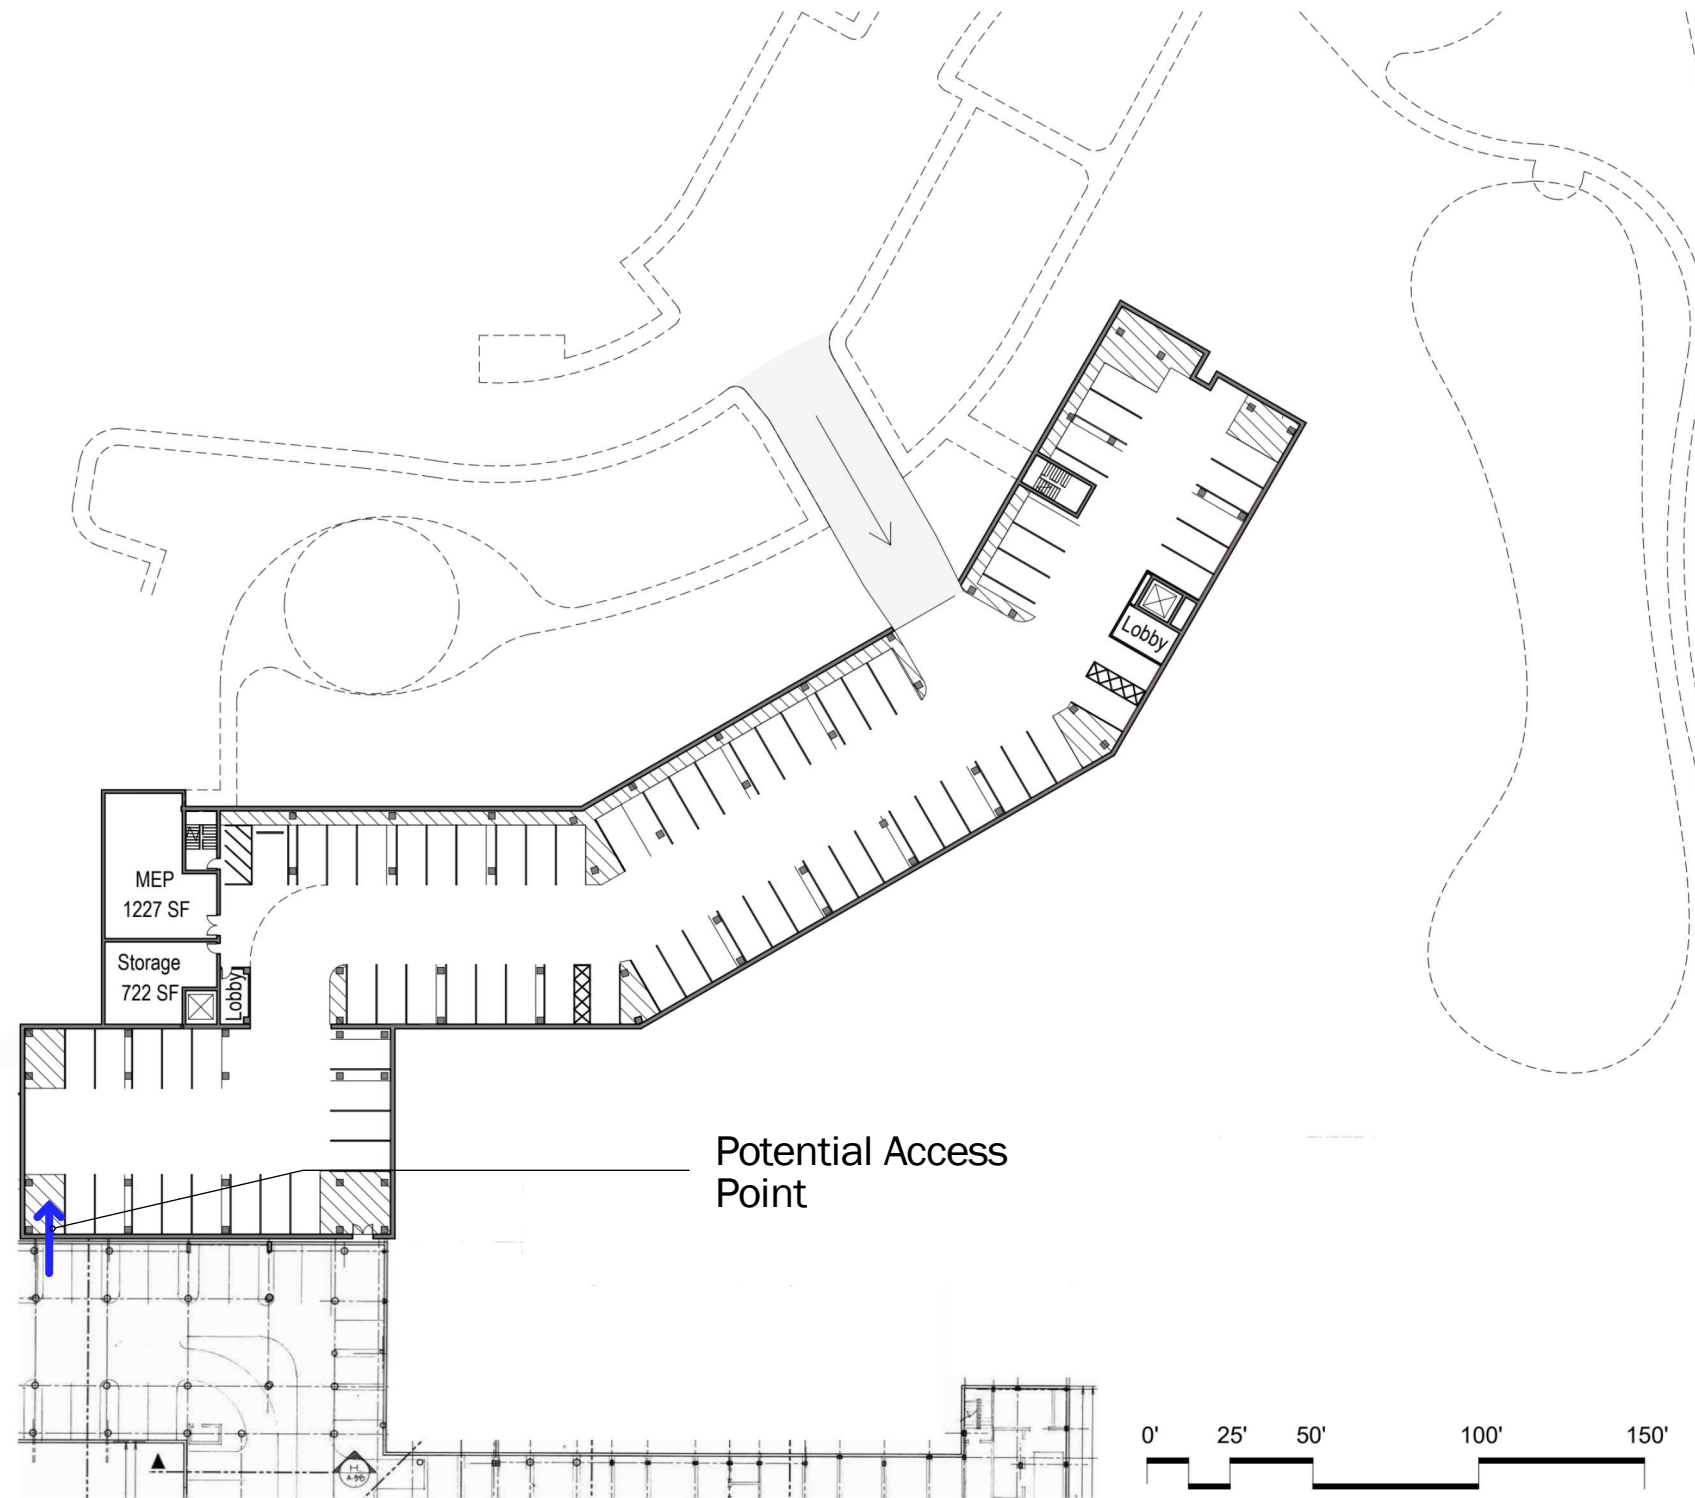 Lobby
MEP
1227 SF
Storage
722 SF
Lobby
Potential Access
Point
0' 25' 50' 100' 150'
H